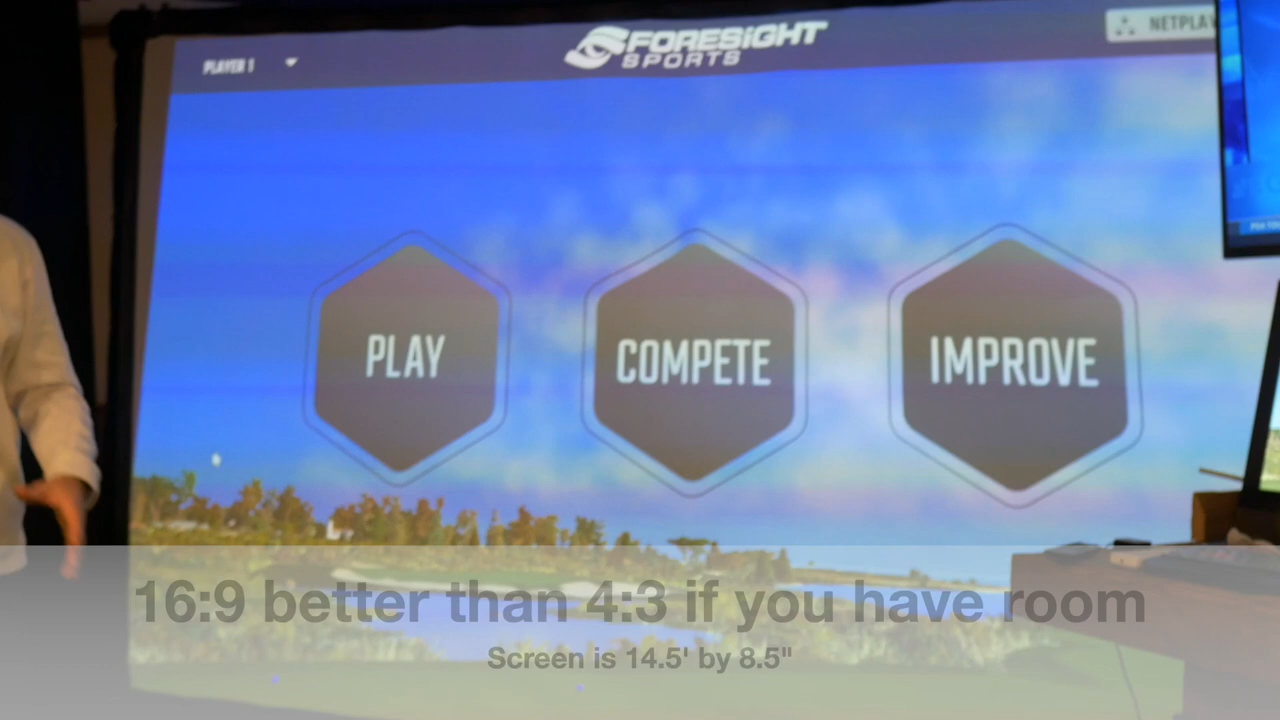 PLAYER 1
FORESIGHT
SPORTS
PLAY
COMPETE
IMPROVE
16:9 better than 4:3 if you have room
Screen is 14.5' by 8.5"